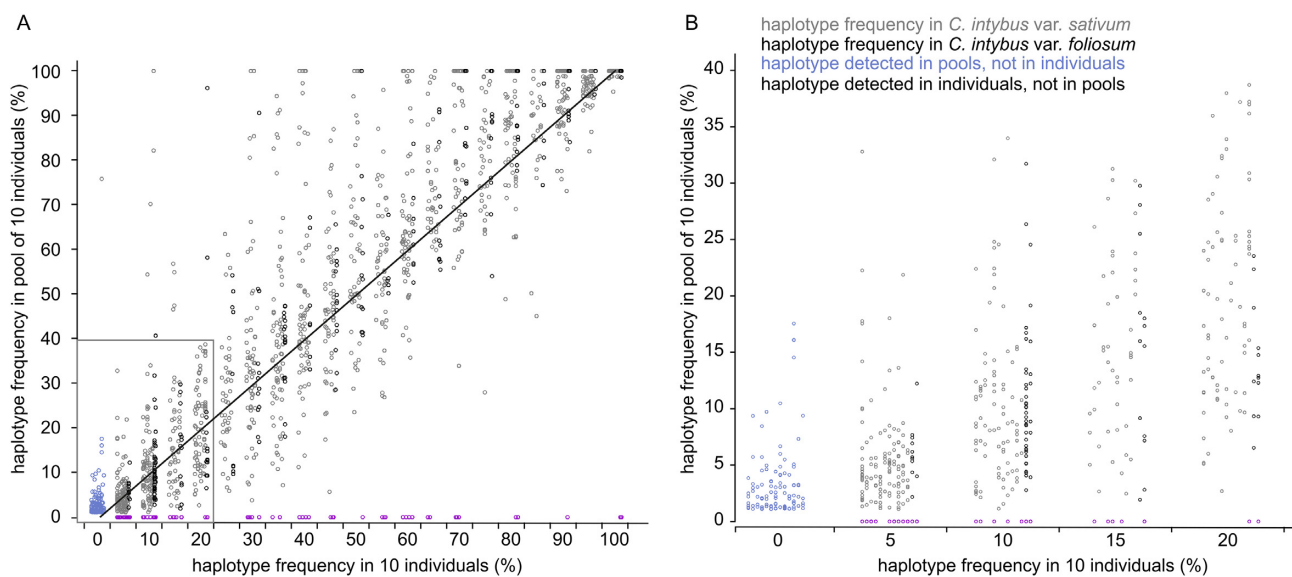 A
haplotype frequency in pool of 10 individuals (%)
100
90
80
70
60
50
40
30
20
10
0
0 10 20 30 40 50 60 70 80 90 100
haplotype frequency in 10 individuals (%)
B
haplotype frequency in C. intybus var. sativum
haplotype frequency in C. intybus var. foliosum
haplotype detected in pools, not in individuals
haplotype detected in individuals, not in pools
haplotype frequency in pool of 10 individuals (%)
40
35
30
25
20
15
10
5
0
0 5 10 15 20
haplotype frequency in 10 individuals (%)